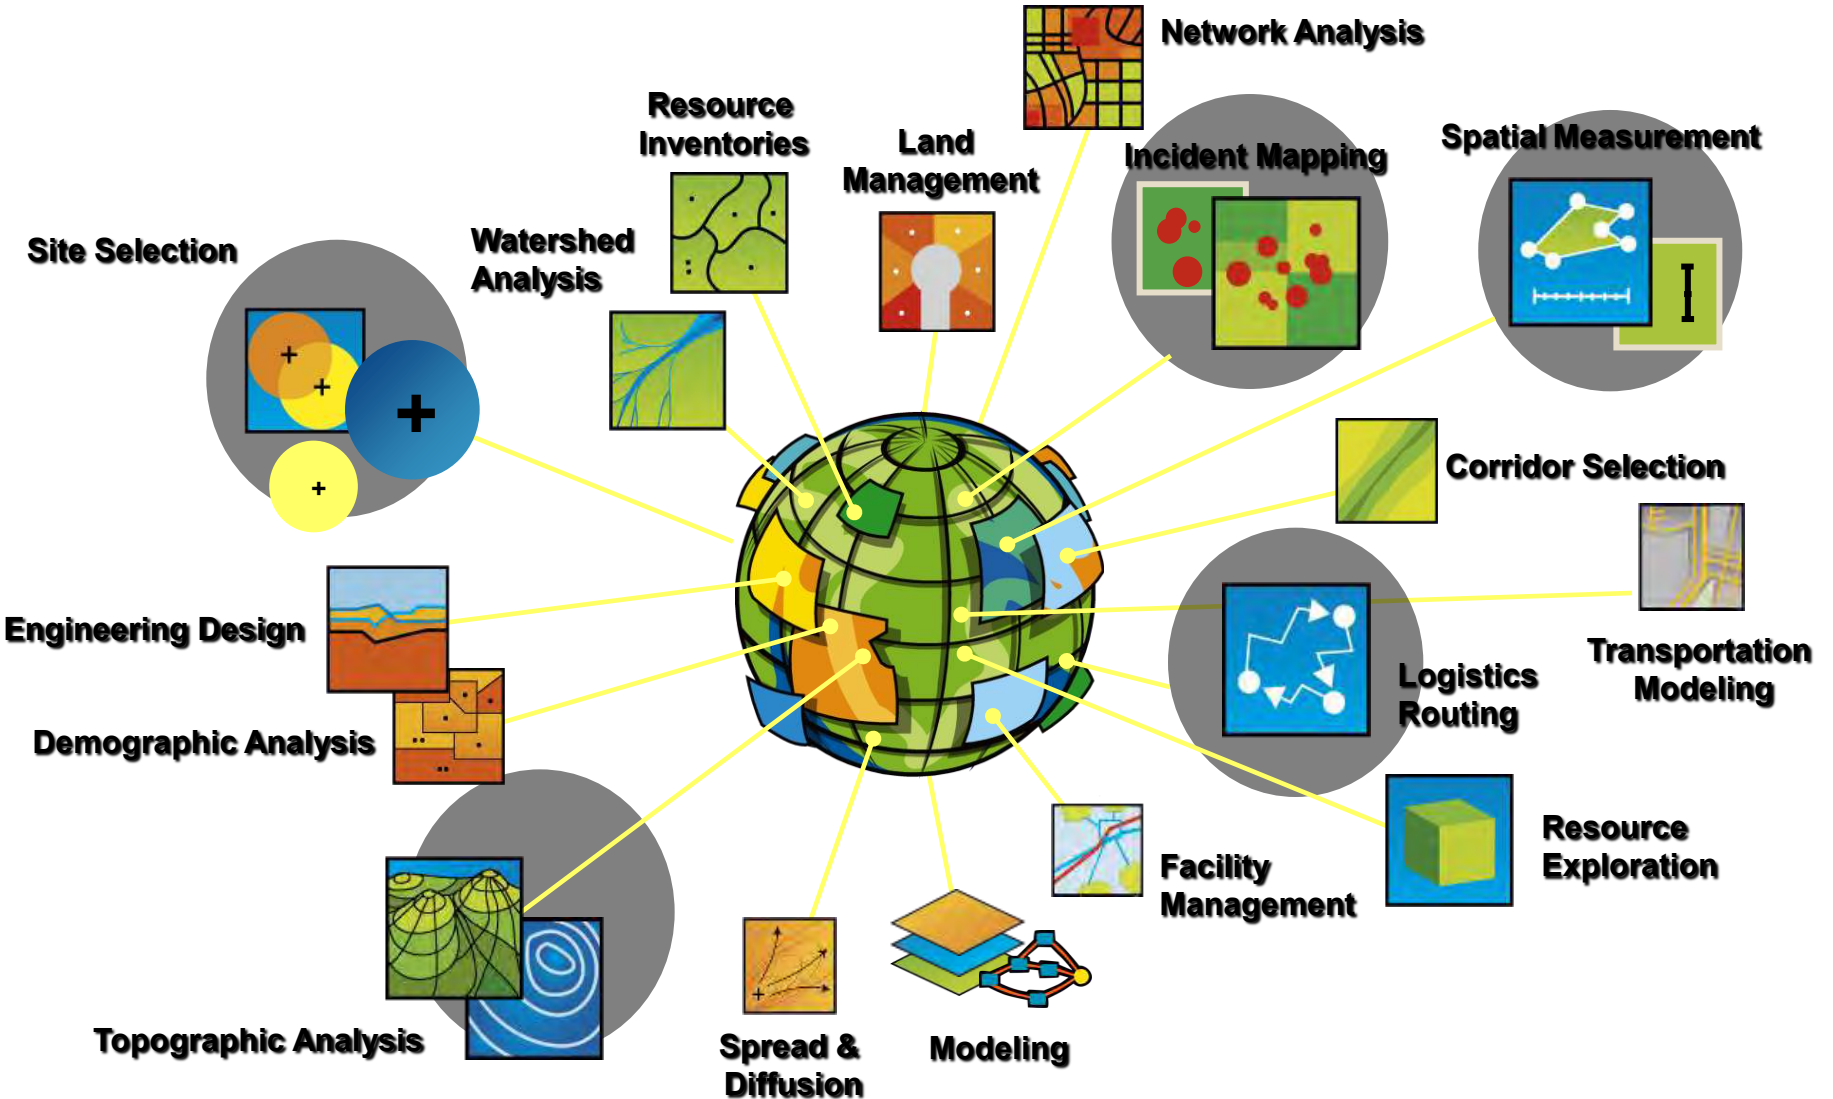 Network Analysis
Resource
Inventories
Land
Management
Incident Mapping
Spatial Measurement
Watershed
Analysis
Site Selection
Corridor Selection
Engineering Design
Transportation
Modeling
Logistics
Routing
Demographic Analysis
Resource
Exploration
Facility
Management
Topographic Analysis
Spread &
Diffusion
Modeling